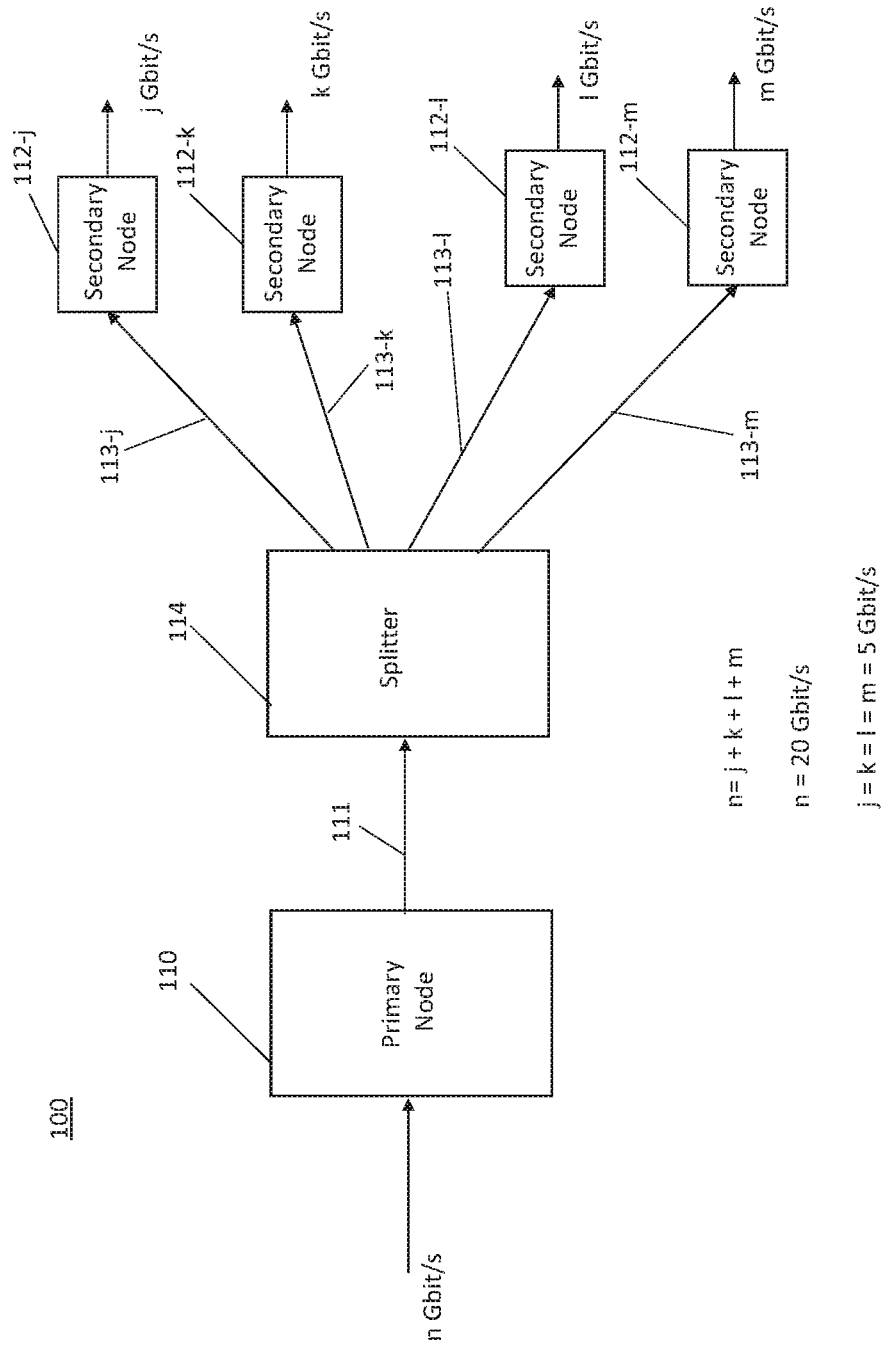 100
n Gbit/s
110
Primary
Node
111
114
Splitter
113-j
113-k
113-l
113-m
112-j
Secondary
Node
j Gbit/s
112-k
Secondary
Node
k Gbit/s
112-l
Secondary
Node
l Gbit/s
112-m
Secondary
Node
m Gbit/s
n= j + k + l + m
n = 20 Gbit/s
j = k = l = m = 5 Gbit/s